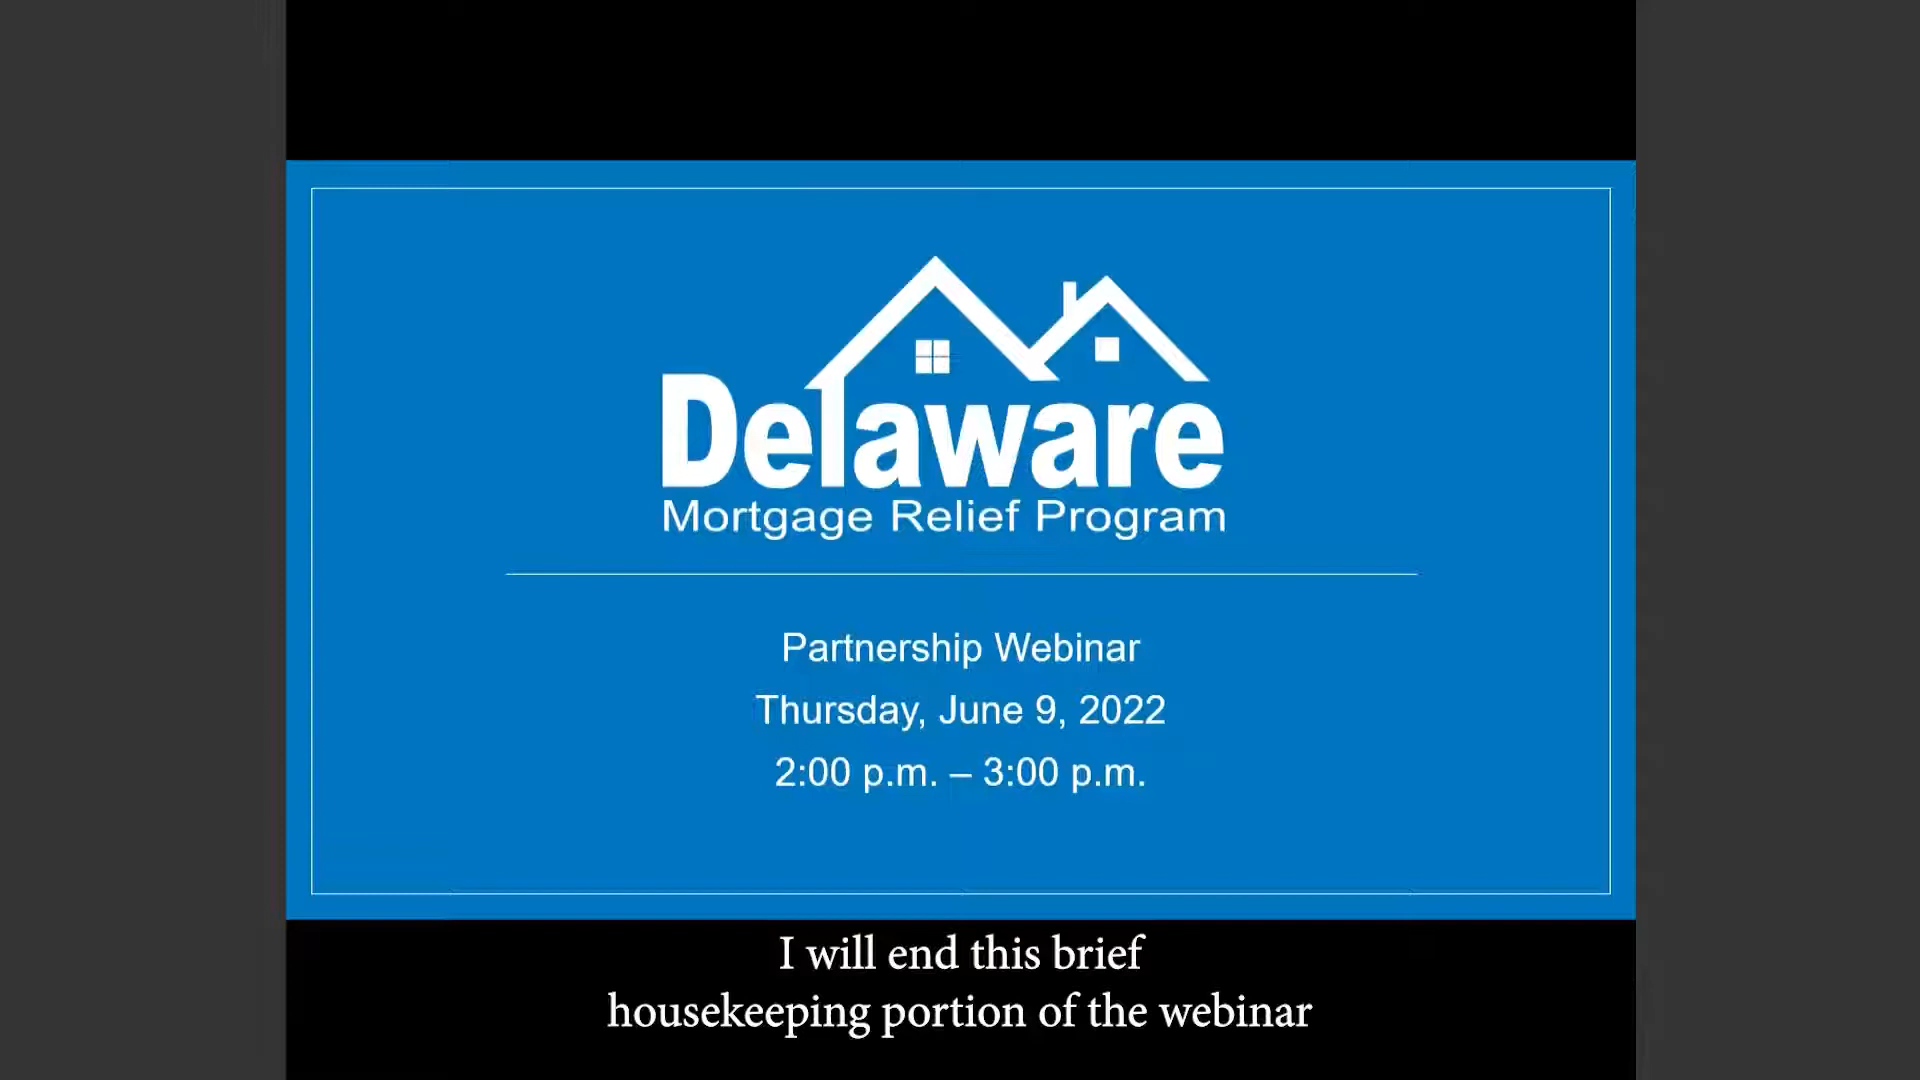 Delaware
Mortgage Relief Program
Partnership Webinar
Thursday, June 9, 2022
2:00 p.m. – 3:00 p.m.
I will end this brief
housekeeping portion of the webinar